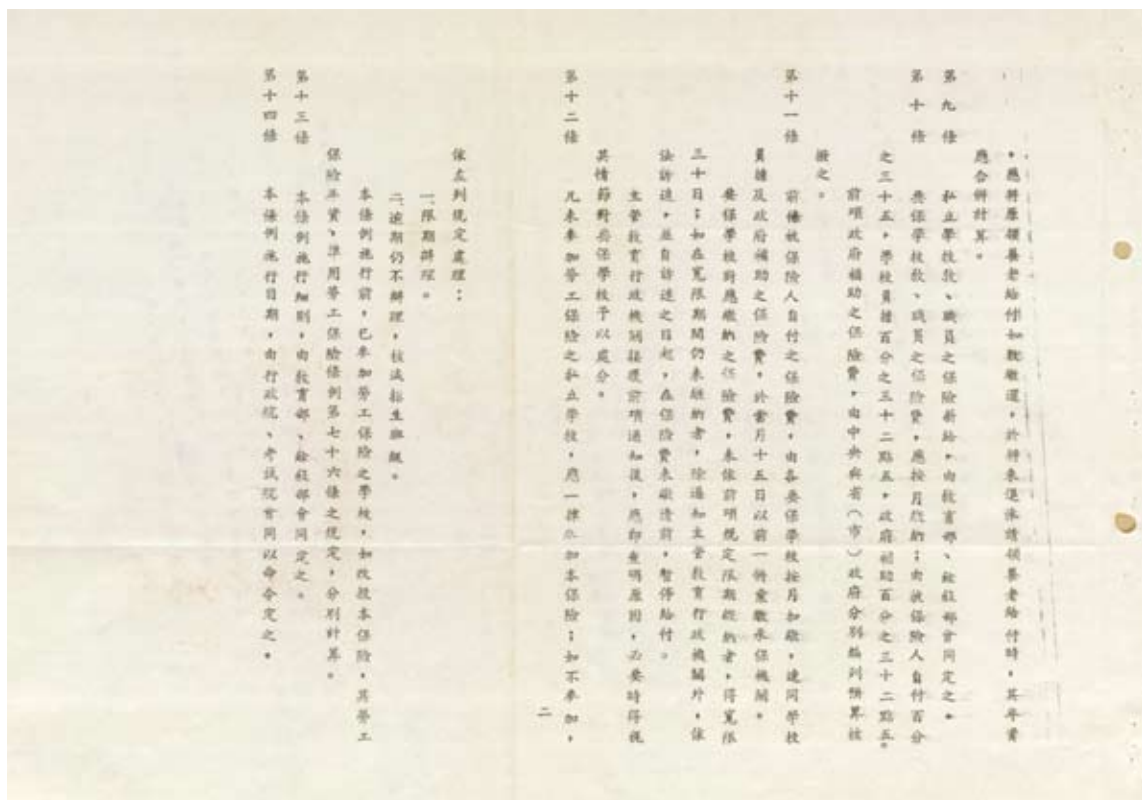 ，應將原領養老給付如數繳還，於將來退休請領養老給付時，其年資
應合併計算。
第九條　私立學校教、職員之保險薪給，由教育部、銓敍部會同定之。
第十條　要保學校教、職員之保險費，應按月繳納；由被保險人自付百分
之三十五，學校負擔百分之三十二點五，政府補助百分之三十二點五。
前項政府補助之保險費，由中央與省（市）政府分別編列預算核
撥之。
第十一條　前條被保險人自付之保險費，由各要保學校按月扣繳，連同學校
負擔及政府補助之保險費，於當月十五日以前一併彙繳承保機關。
要保學校對應繳納之保險費，未依前項規定限期繳納者，得寬限
三十日；如在寬限期間仍未繳納者，除通知主管教育行政機關外，依
法訴追，並自訴追之日起，在保險費未繳清前，暫停給付。
主管教育行政機關接獲前項通知後，應即查明原因，必要時得視
其情節對要保學校予以處分。
第十二條　凡未參加勞工保險之私立學校，應一律參加本保險；如不參加，
二
依左列規定處理：
一、限期辦理。
二、逾期仍不辦理，核減招生班級。
本條例施行前，已參加勞工保險之學校，如改投本保險，其勞工
保險年資，準用勞工保險條例第七十六條之規定，分別計算。
第十三條　本條例施行細則，由教育部、銓敍部會同定之。
第十四條　本條例施行日期，由行政院、考試院會同以命令定之。